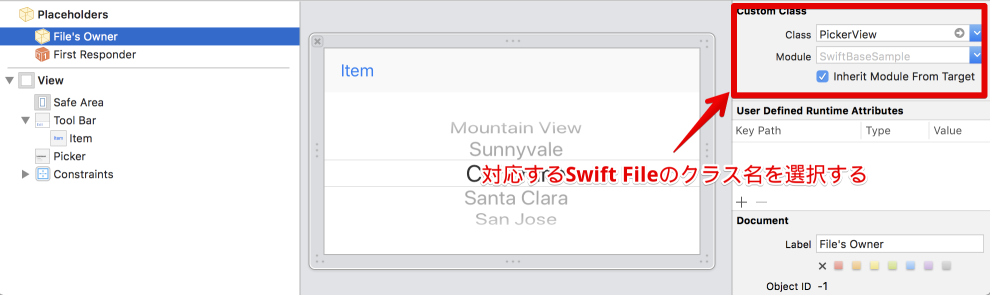 Placeholders
File's Owner
First Responder
View
Safe Area
Tool Bar
Item
Picker
Constraints
Item
Mountain View
Sunnyvale
Santa Clara
San Jose
対応するSwift Fileのクラス名を選択する
Custom Class
Class PickerView
Module SwiftBaseSample
Inherit Module From Target
User Defined Runtime Attributes
Key Path Type Value
Document
Label File's Owner
Object ID -1